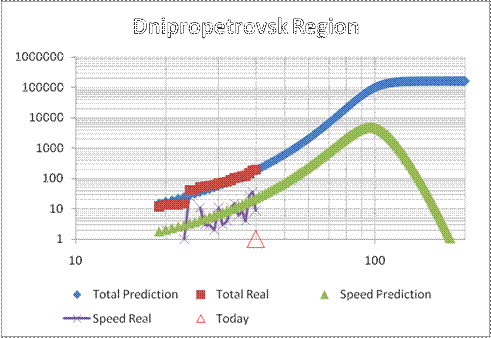 Dnipropetrovsk Region
1000000
100000
10000
1000
100
10
1
10
100
Total Prediction
Total Real
Speed Prediction
Speed Real
Today